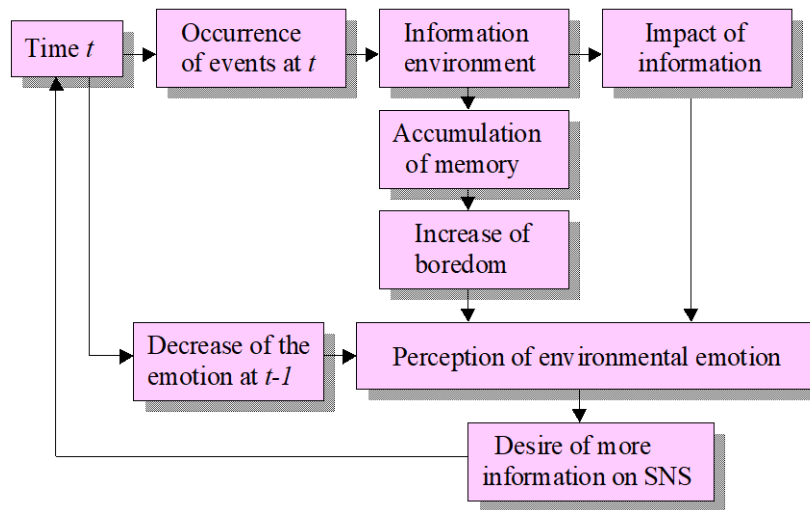 Time t
Occurrence
of events at t
Information
environment
Impact of
information
Accumulation
of memory
Increase of
boredom
Decrease of the
emotion at t-1
Perception of environmental emotion
Desire of more
information on SNS